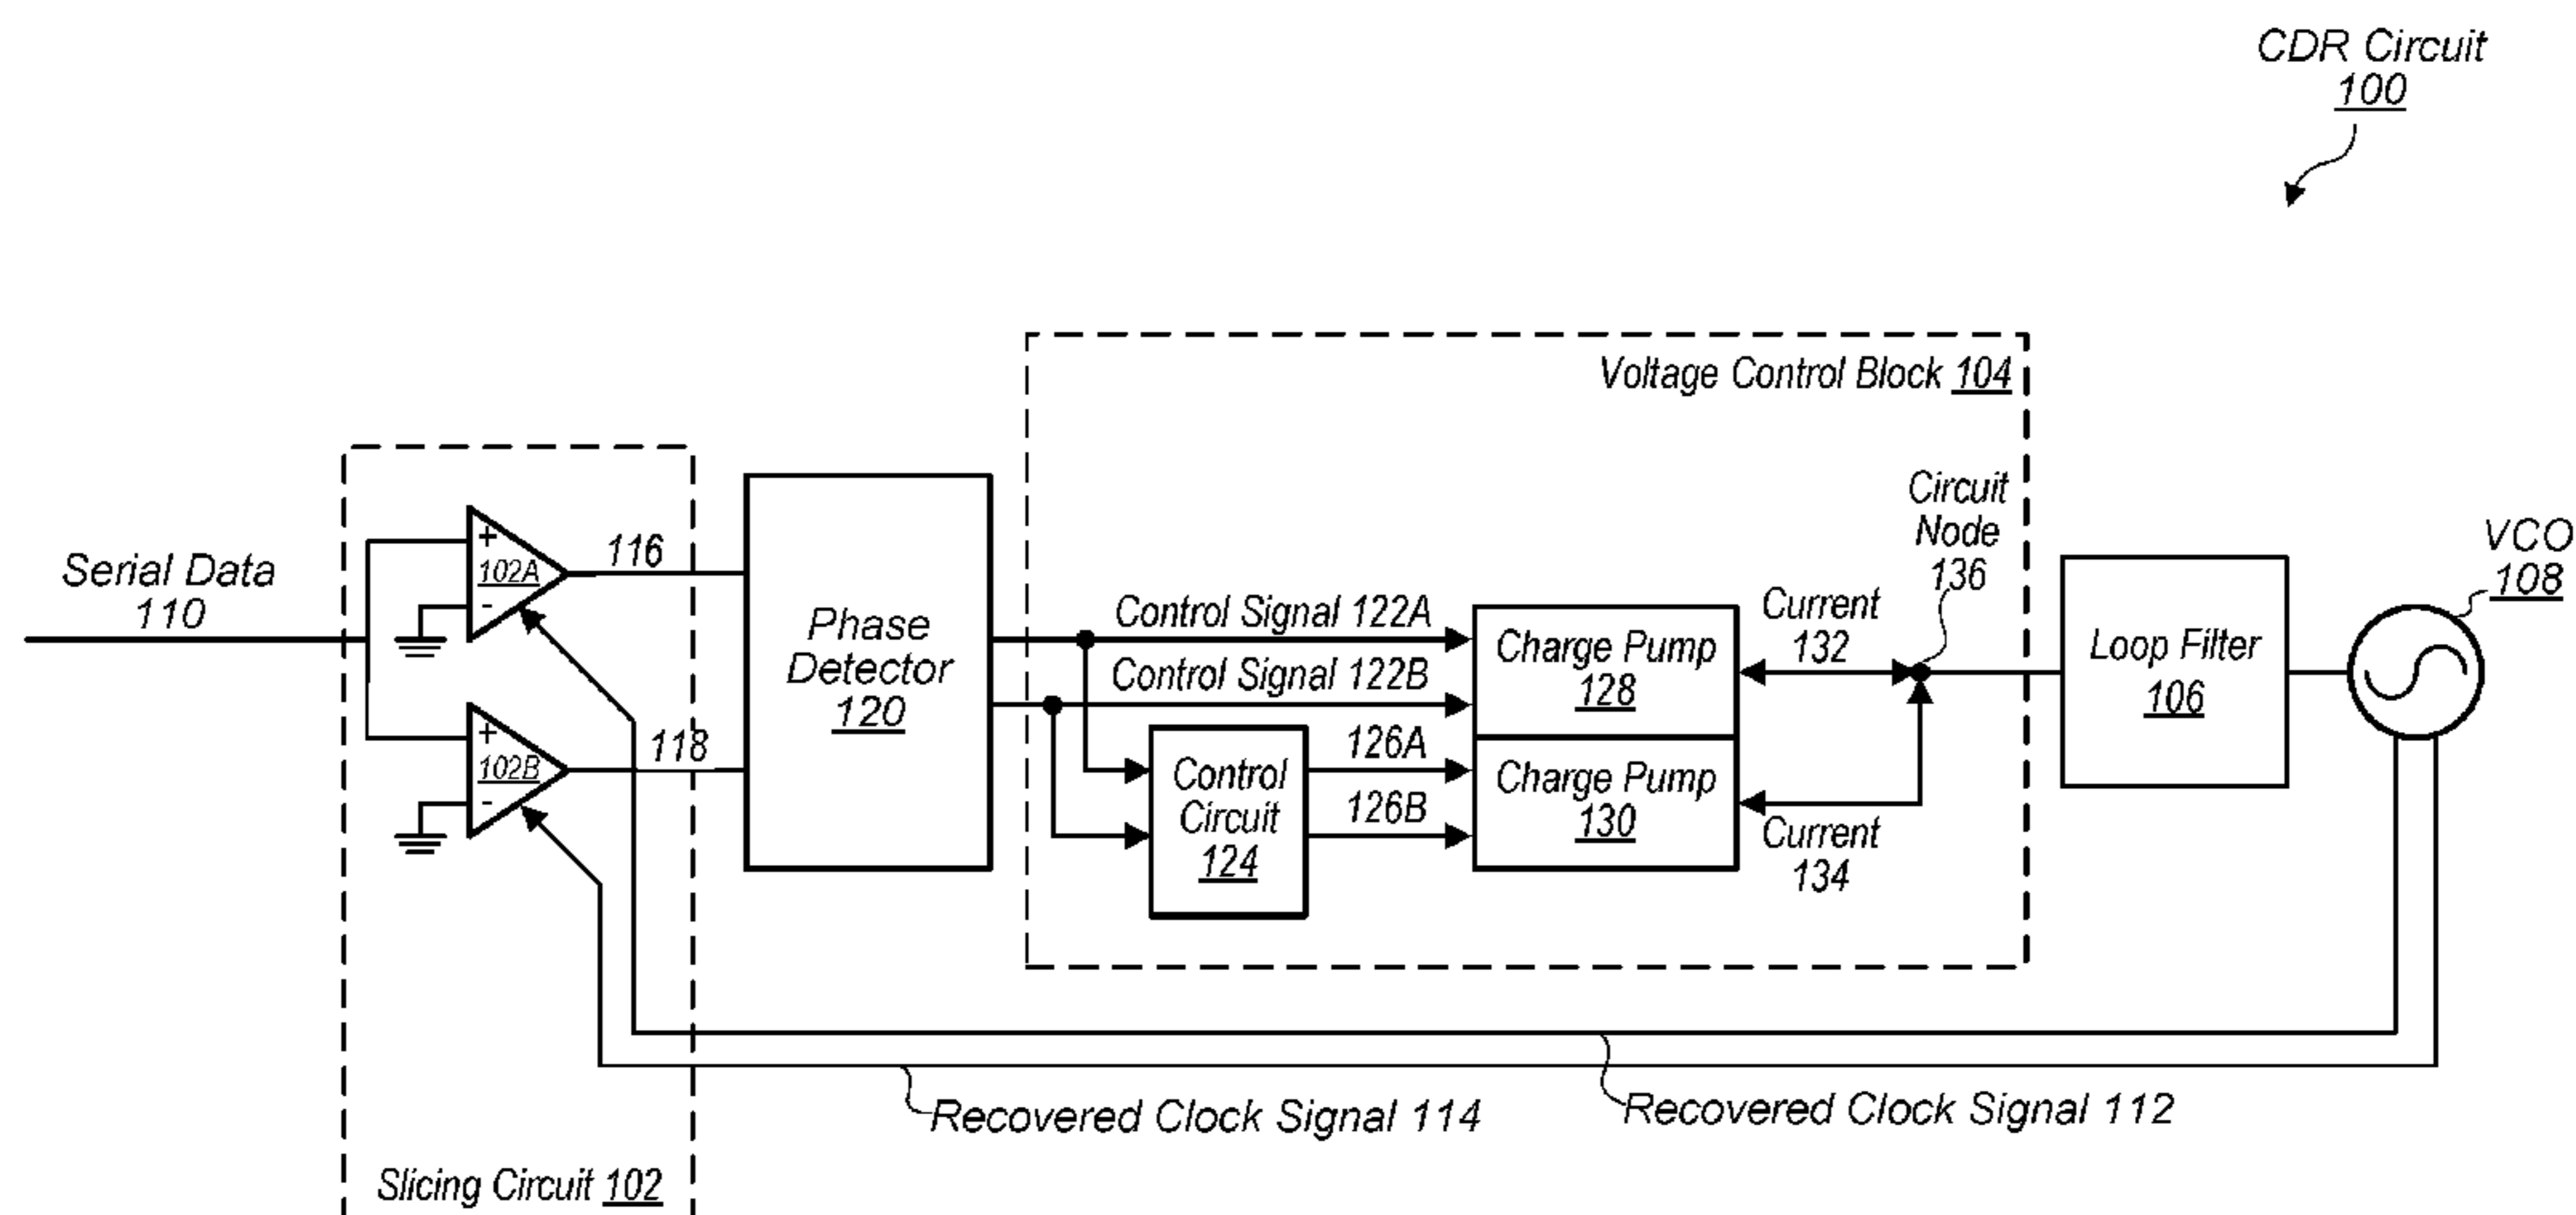 CDR Circuit
100
Voltage Control Block 104
Circuit
Node
136
VCO
108
Serial Data
110
+
102A
-
116
Phase
Detector
120
Control Signal 122A
Control Signal 122B
Charge Pump
128
Current
132
Loop Filter
106
+
102B
-
118
Control
Circuit
124
126A
126B
Charge Pump
130
Current
134
Recovered Clock Signal 114
Recovered Clock Signal 112
Slicing Circuit 102